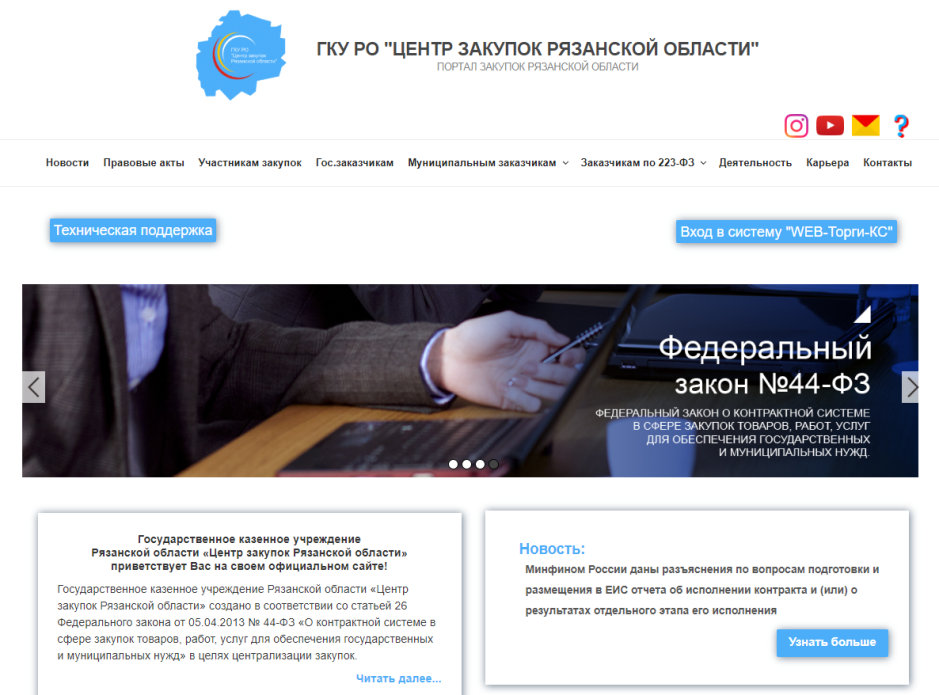 ГКУ РО
"Центр закупок
Рязанской области"
ГКУ РО "ЦЕНТР ЗАКУПОК РЯЗАНСКОЙ ОБЛАСТИ"
ПОРТАЛ ЗАКУПОК РЯЗАНСКОЙ ОБЛАСТИ
?
Новости Правовые акты Участникам закупок Гос.заказчикам Муниципальным заказчикам Заказчикам по 223-ФЗ Деятельность Карьера Контакты
Техническая поддержка
Вход в систему "WEB-Торги-КС"
Федеральный
закон №44-ФЗ
ФЕДЕРАЛЬНЫЙ ЗАКОН О КОНТРАКТНОЙ СИСТЕМЕ
В СФЕРЕ ЗАКУПОК ТОВАРОВ, РАБОТ, УСЛУГ
ДЛЯ ОБЕСПЕЧЕНИЯ ГОСУДАРСТВЕННЫХ
И МУНИЦИПАЛЬНЫХ НУЖД.
Государственное казенное учреждение
Рязанской области «Центр закупок Рязанской области»
приветствует Вас на своем официальном сайте!
Государственное казенное учреждение Рязанской области «Центр
закупок Рязанской области» создано в соответствии со статьей 26
Федерального закона от 05.04.2013 № 44-ФЗ «О контрактной системе в
сфере закупок товаров, работ, услуг для обеспечения государственных
и муниципальных нужд» в целях централизации закупок.
Читать далее...
Новость:
Минфином России даны разъяснения по вопросам подготовки и
размещения в ЕИС отчета об исполнении контракта и (или) о
результатах отдельного этапа его исполнения
Узнать больше